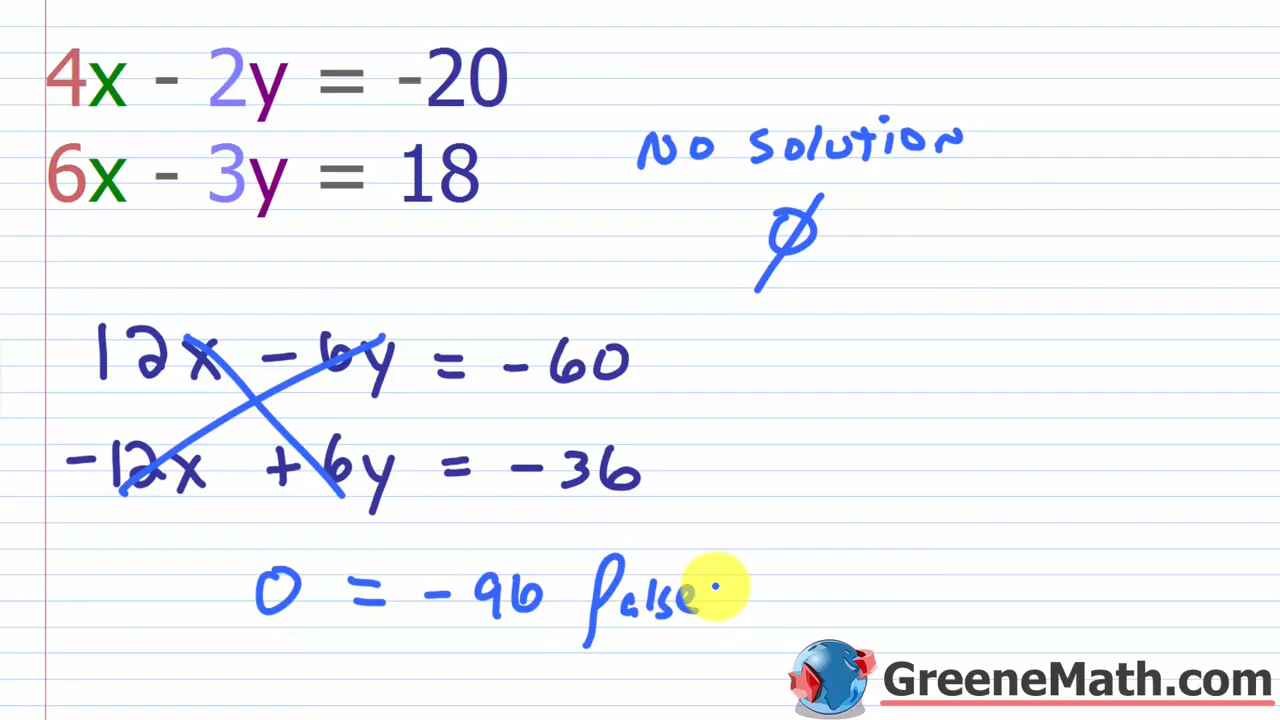 4x - 2y = -20
6x - 3y = 18
No solution
∅
12x - 6y = -60
-12x + 6y = -36
0 = -96 false
GreeneMath.com